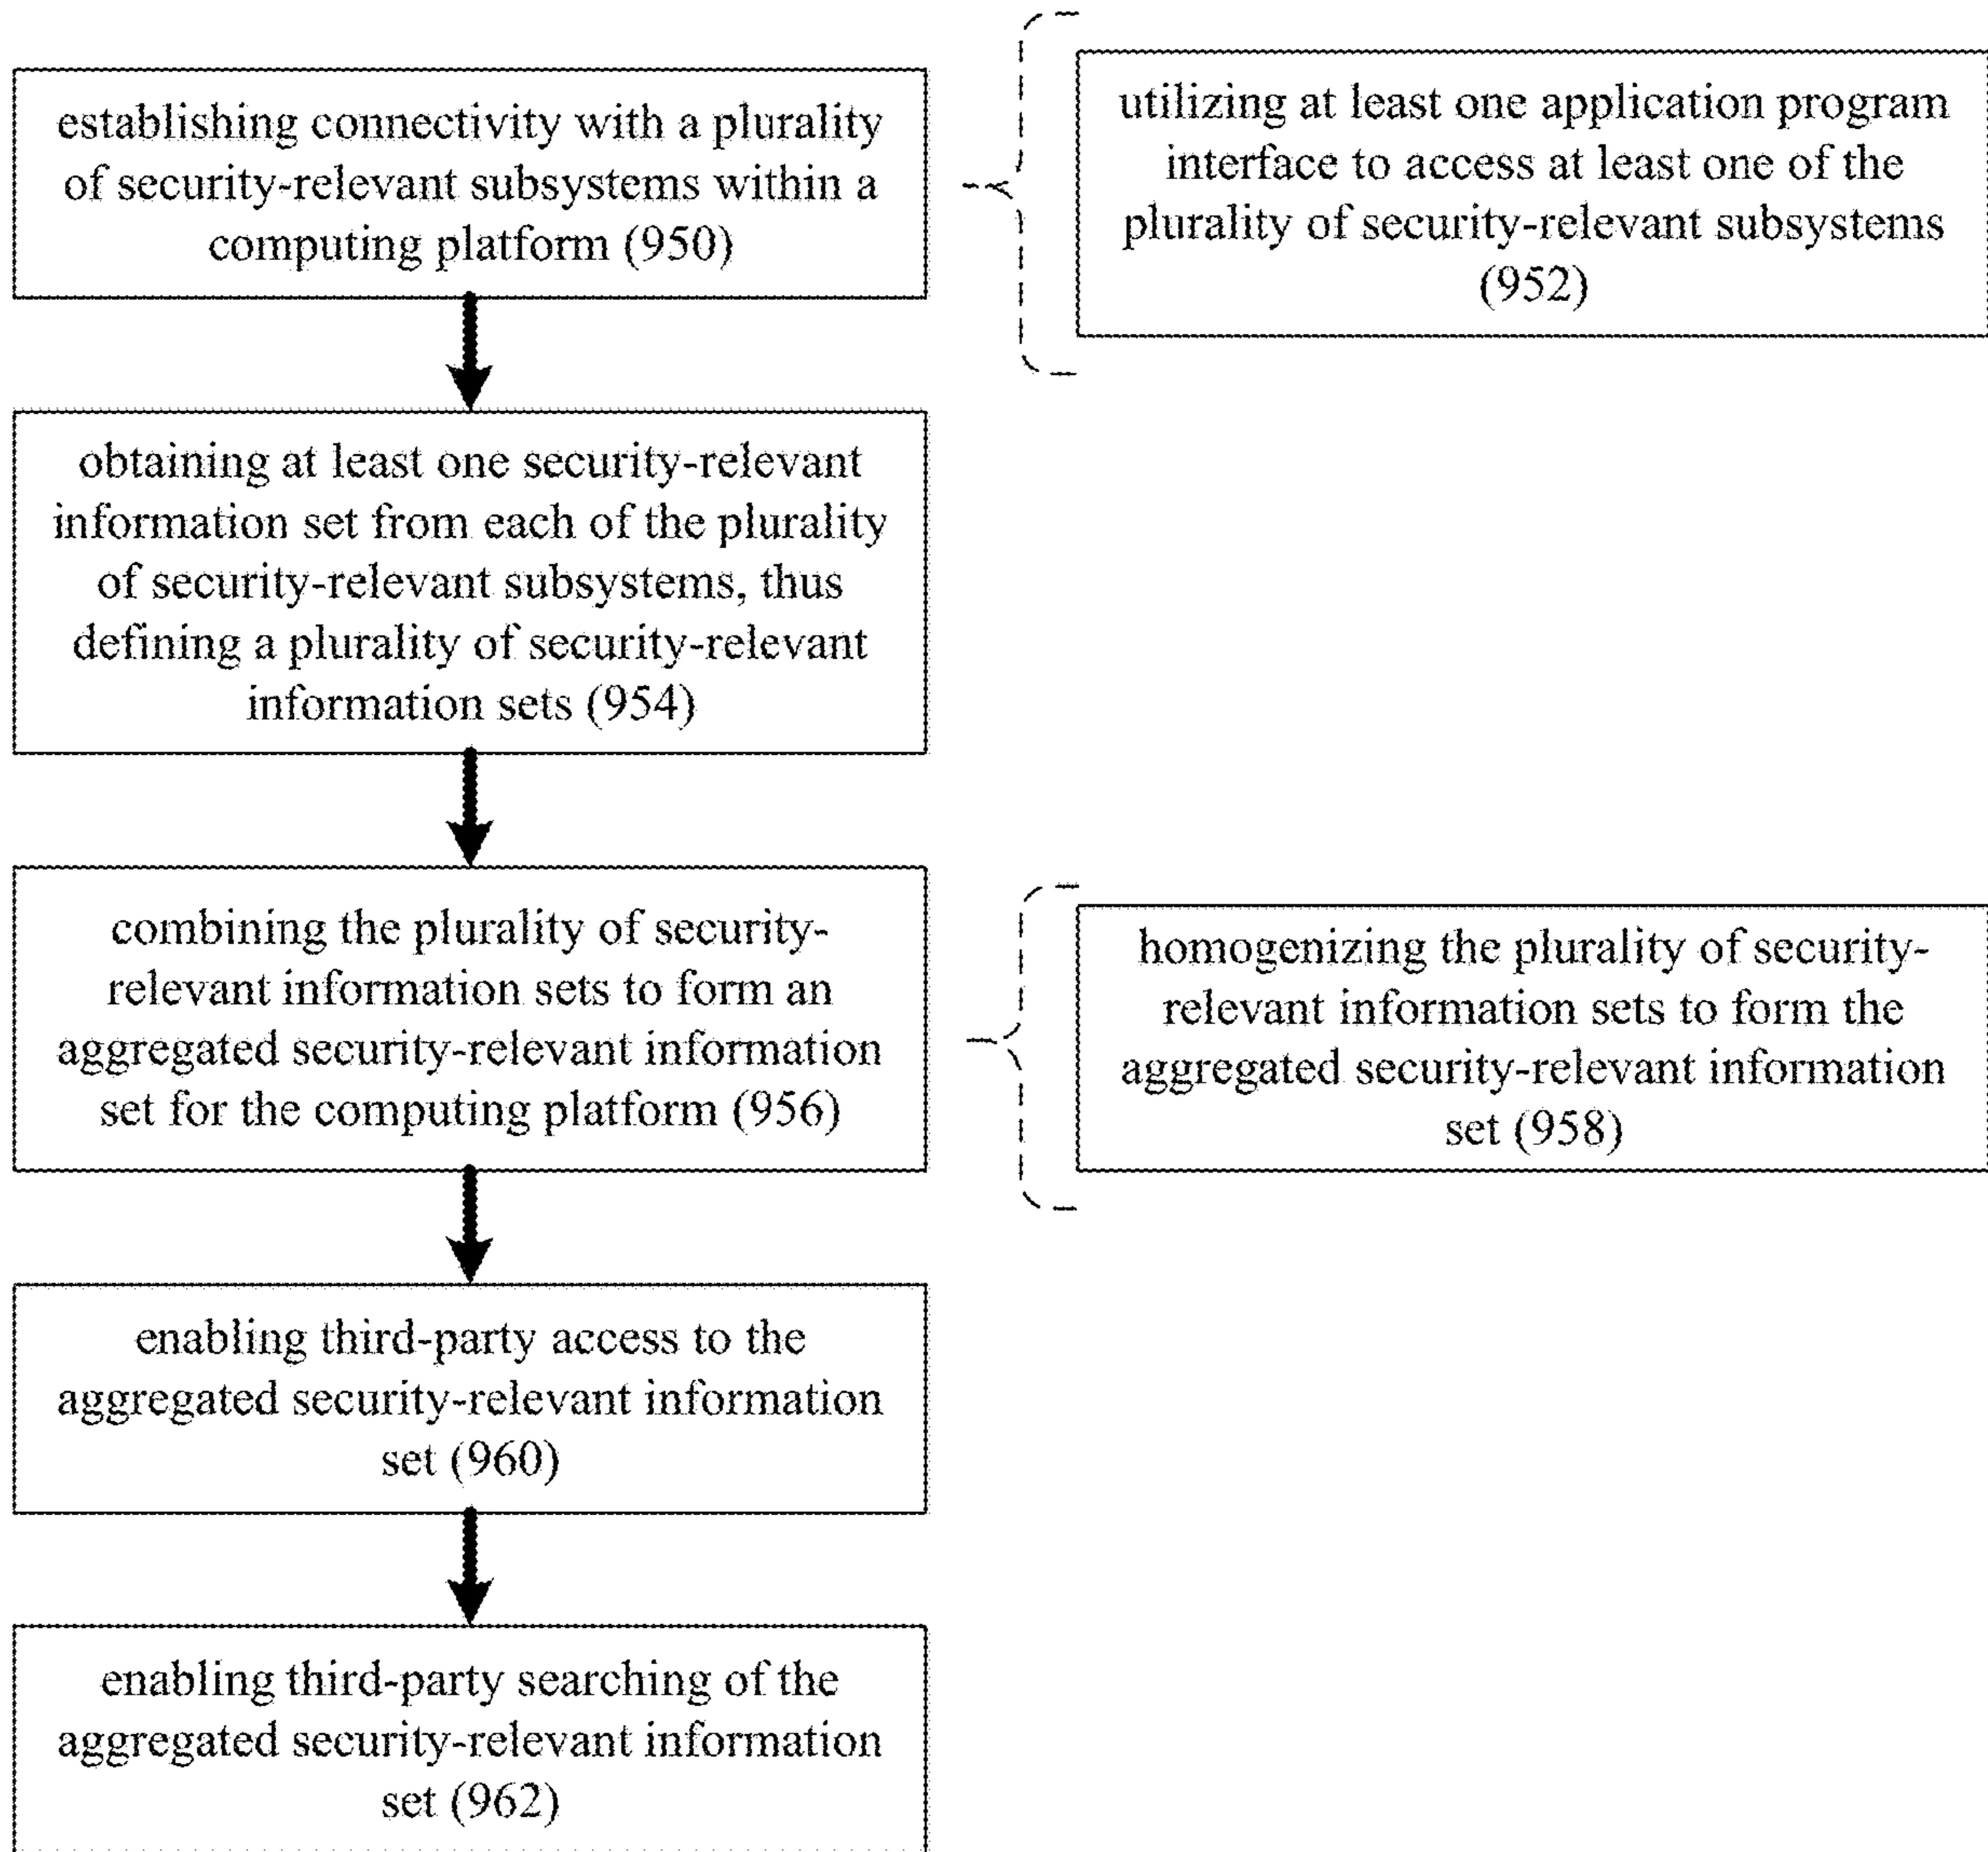 establishing connectivity with a plurality
of security-relevant subsystems within a
computing platform (950)
utilizing at least one application program
interface to access at least one of the
plurality of security-relevant subsystems
(952)
obtaining at least one security-relevant
information set from each of the plurality
of security-relevant subsystems, thus
defining a plurality of security-relevant
information sets (954)
combining the plurality of security-
relevant information sets to form an
aggregated security-relevant information
set for the computing platform (956)
homogenizing the plurality of security-
relevant information sets to form the
aggregated security-relevant information
set (958)
enabling third-party access to the
aggregated security-relevant information
set (960)
enabling third-party searching of the
aggregated security-relevant information
set (962)